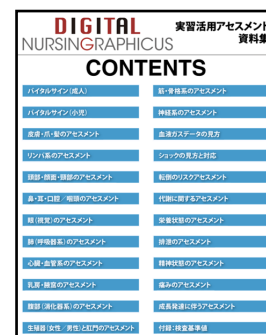 DIGITAL
NURSINGRAPHICUS
実習活用アセスメント
資料集
CONTENTS
バイタルサイン(成人)
バイタルサイン(小児)
皮膚・爪・髪のアセスメント
リンパ系のアセスメント
頭部・顔面・頸部のアセスメント
鼻・耳・口腔/咽頭のアセスメント
眼(視覚)のアセスメント
肺(呼吸器系)のアセスメント
心臓・血管系のアセスメント
乳房・腋窩のアセスメント
腹部(消化器系)のアセスメント
生殖器(女性/男性)と肛門のアセスメント
筋・骨格系のアセスメント
神経系のアセスメント
血液ガスデータの見方
ショックの見方と対応
転倒のリスクアセスメント
代謝に関するアセスメント
栄養状態のアセスメント
排泄のアセスメント
精神状態のアセスメント
痛みのアセスメント
成長発達に伴うアセスメント
付録:検査基準値